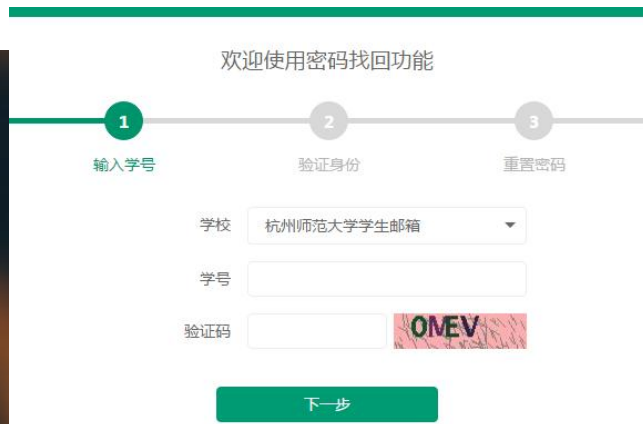 欢迎使用密码找回功能
1 2 3
输入学号 验证身份 重置密码
学校 杭州师范大学学生邮箱
学号
验证码
下一步